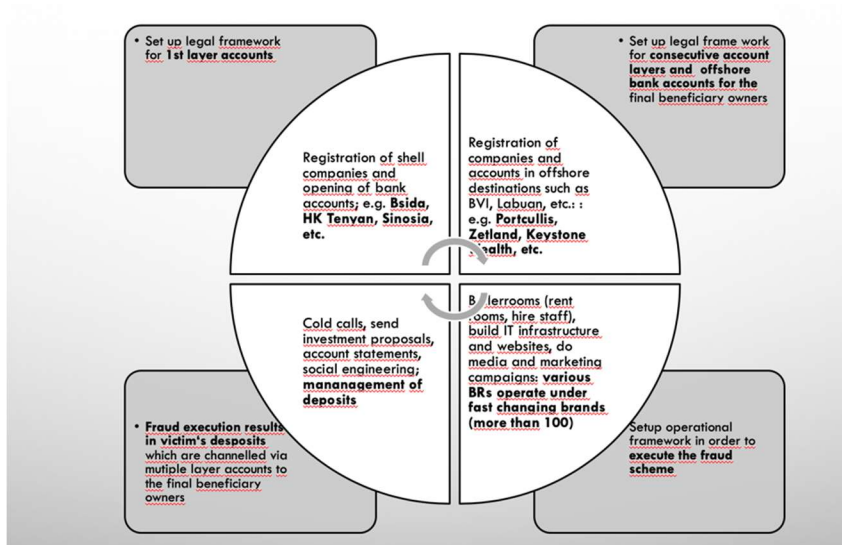 • Set up legal framework
for 1st layer accounts
• Set up legal frame work
for consecutive account
layers and offshore
bank accounts for the
final beneficiary owners
Registration of shell
companies and
opening of bank
accounts; e.g. Bsida,
HK Tenyan, Sinosia,
etc.
Registration of
companies and
accounts in offshore
destinations such as
BVI, Labuan, etc.: :
e.g. Portcullis,
Zetland, Keystone
Wealth, etc.
Cold calls, send
investment proposals,
account statements,
social engineering;
mananagement of
deposits
Boilerrooms (rent
rooms, hire staff),
build IT infrastructure
and websites, do
media and marketing
campaigns: various
BRs operate under
fast changing brands
(more than 100)
• Fraud execution results
in victim's desposits
which are channelled via
mutiple layer accounts to
the final beneficiary
owners
Setup operational
framework in order to
execute the fraud
scheme